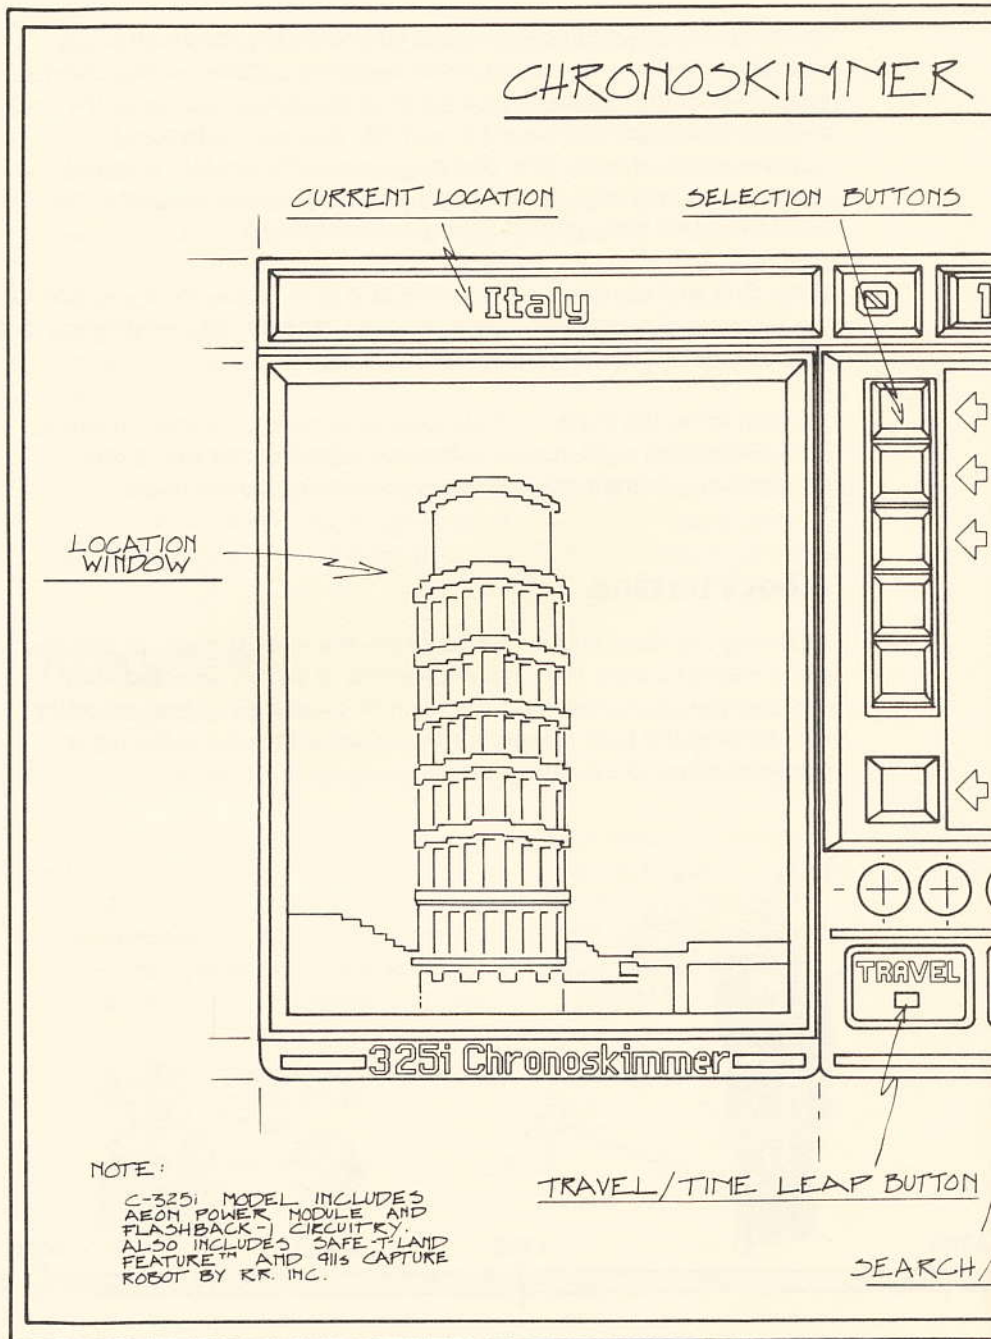 CHRONOSKIMMER
CURRENT LOCATION
SELECTION BUTTONS
Italy
1
LOCATION
WINDOW
TRAVEL
325i Chronoskimmer
NOTE:
C-325i MODEL INCLUDES
AEON POWER MODULE AND
FLASHBACK-J CIRCUITRY.
ALSO INCLUDES SAFE-T-LAND
FEATURE™ AND 911s CAPTURE
ROBOT BY R.R. INC.
TRAVEL/TIME LEAP BUTTON
SEARCH/